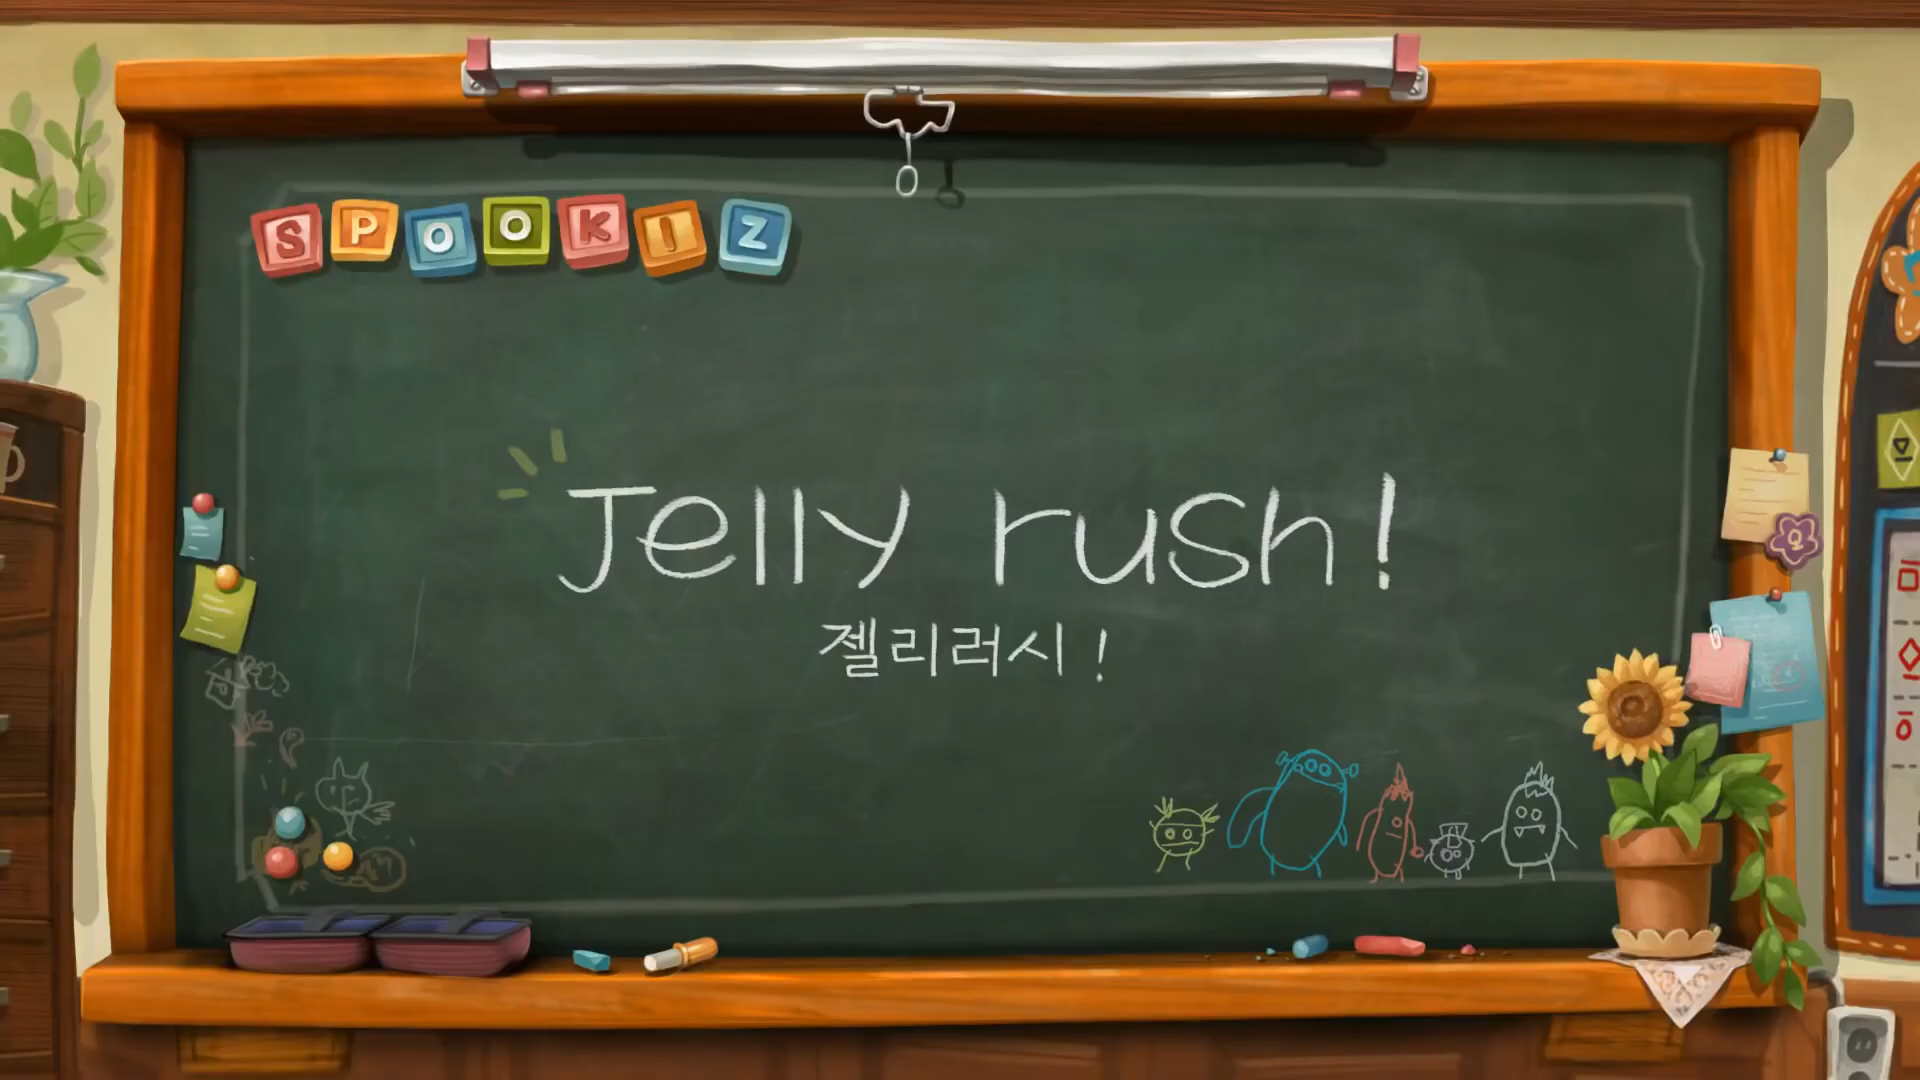 SPOOKIZ
Jelly rush!
젤리러시!
Q